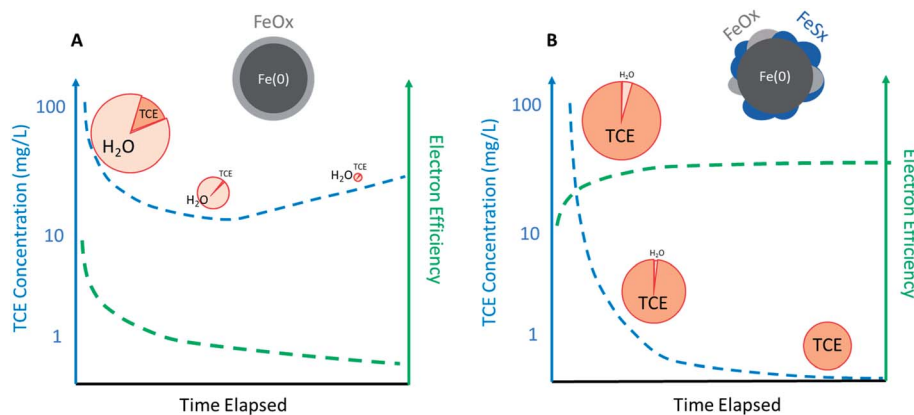 A
FeOx
Fe(0)
TCE Concentration (mg/L)
100
10
1
TCE
H₂O
TCE
H₂O
TCE
H₂O
Electron Efficiency
Time Elapsed
B
FeOx
FeSx
Fe(0)
TCE Concentration (mg/L)
100
10
1
H₂O
TCE
H₂O
TCE
TCE
Electron Efficiency
Time Elapsed